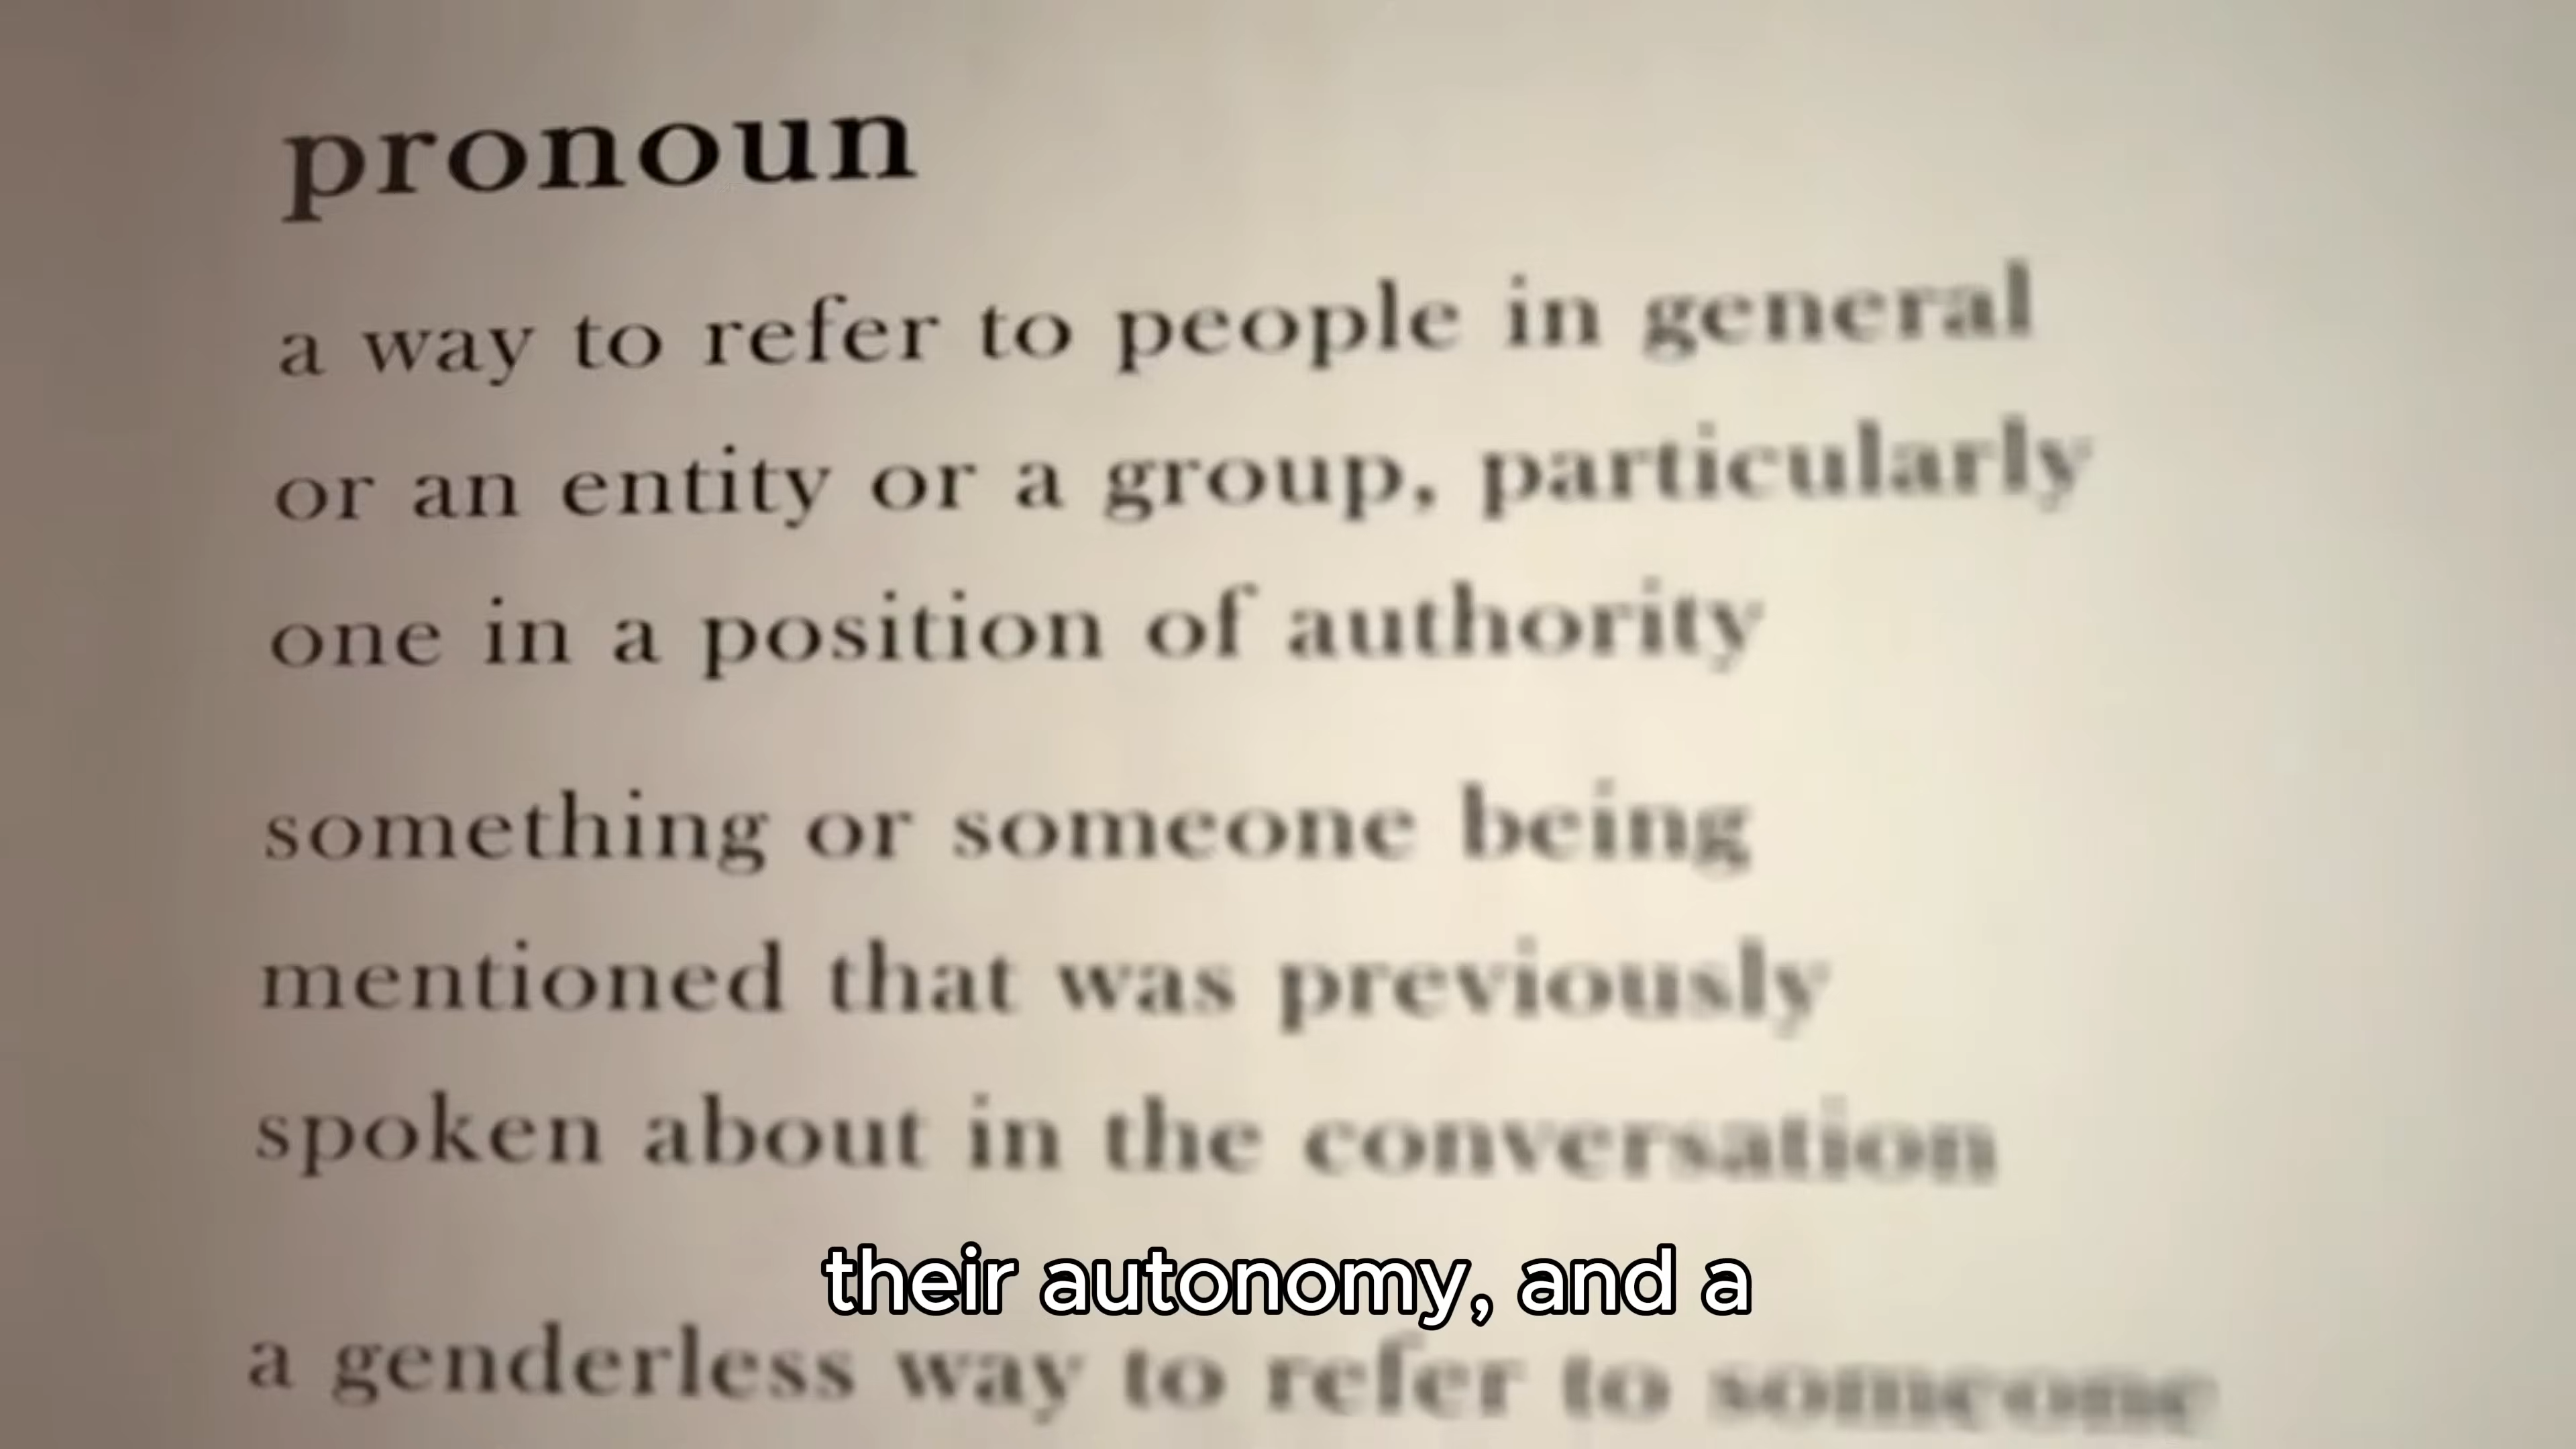 pronoun
a way to refer to people in general
or an entity or a group, particularly
one in a position of authority
something or someone being
mentioned that was previously
spoken about in the conversation
their autonomy, and a
a genderless way to refer to someone